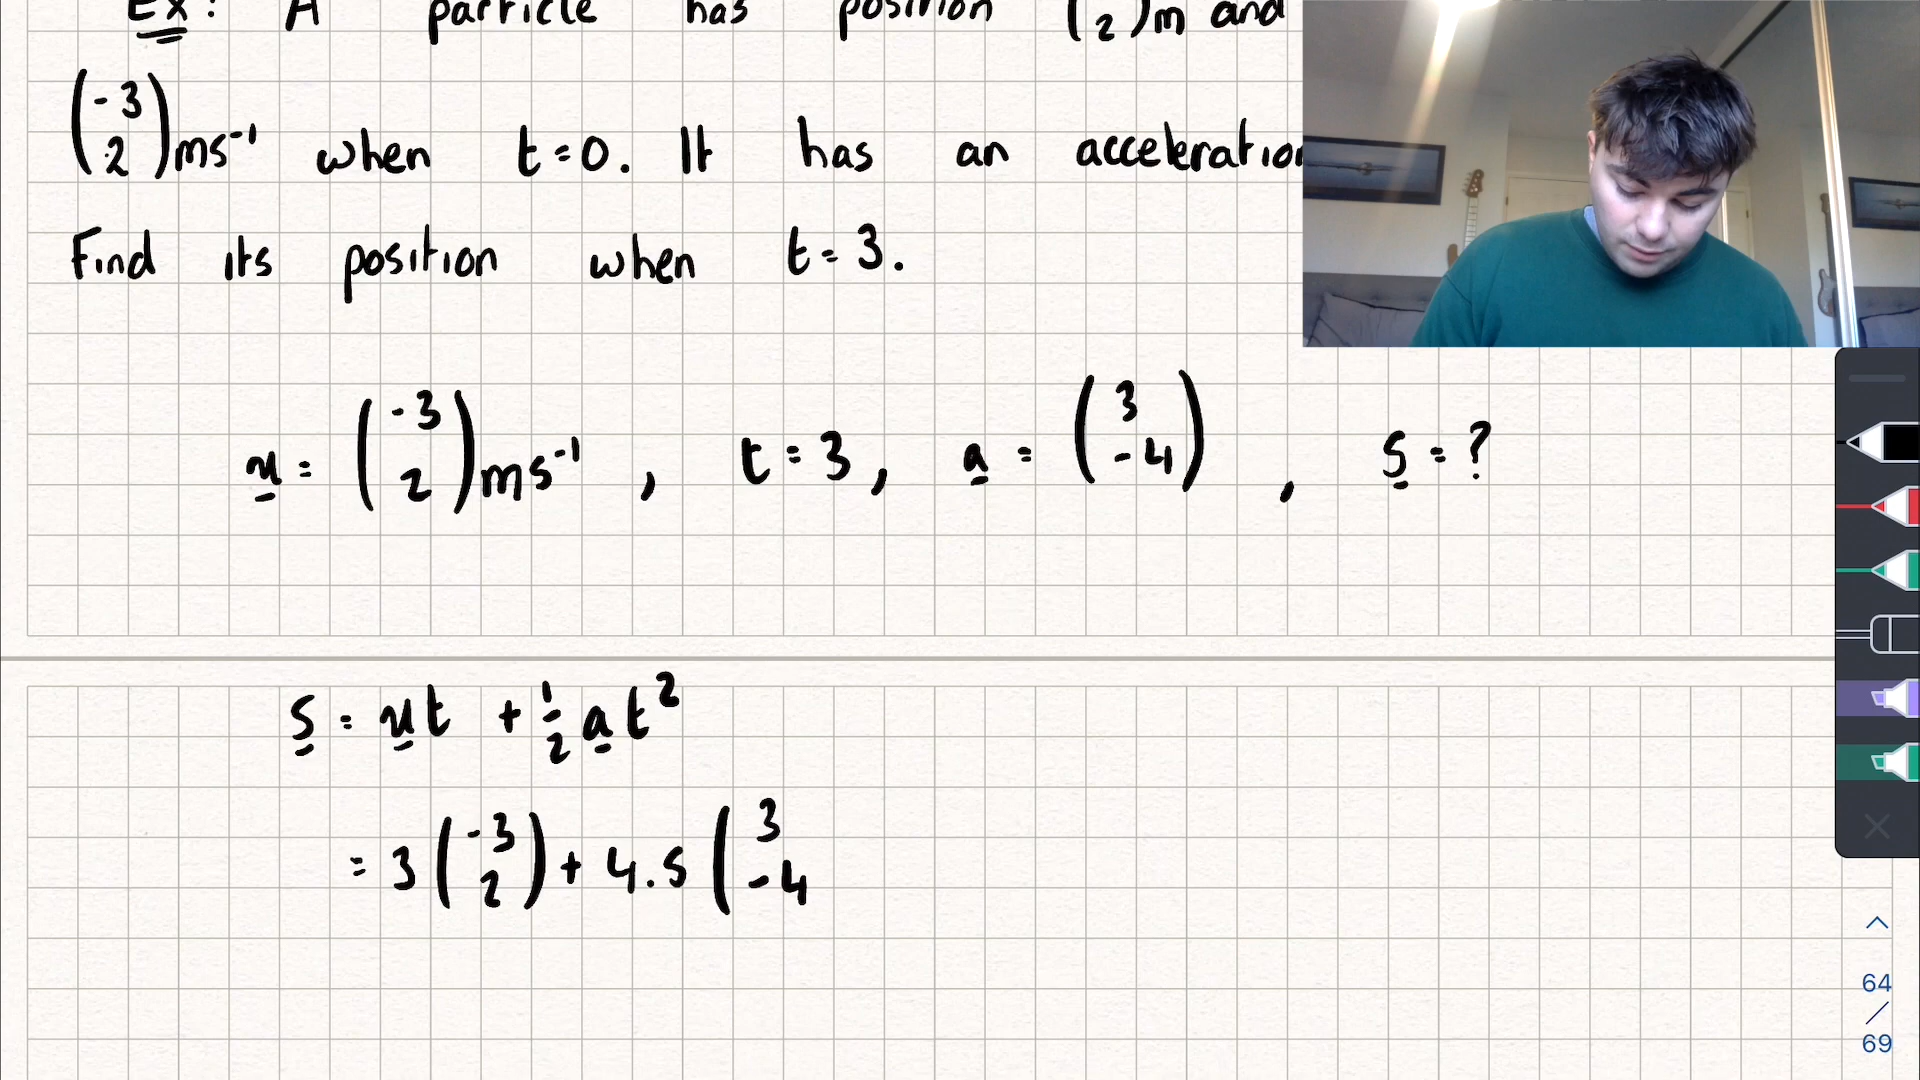 Ex: A particle has position ( 2 )m and
(-3 2)ms⁻¹ when t=0. It has an acceleration
Find its position when t=3.
u = (-3 2)ms⁻¹ , t=3, a = (3 -4) , s = ?
s = ut + ½at²
= 3(-3 2) + 4.5(3 -4
64
/
69